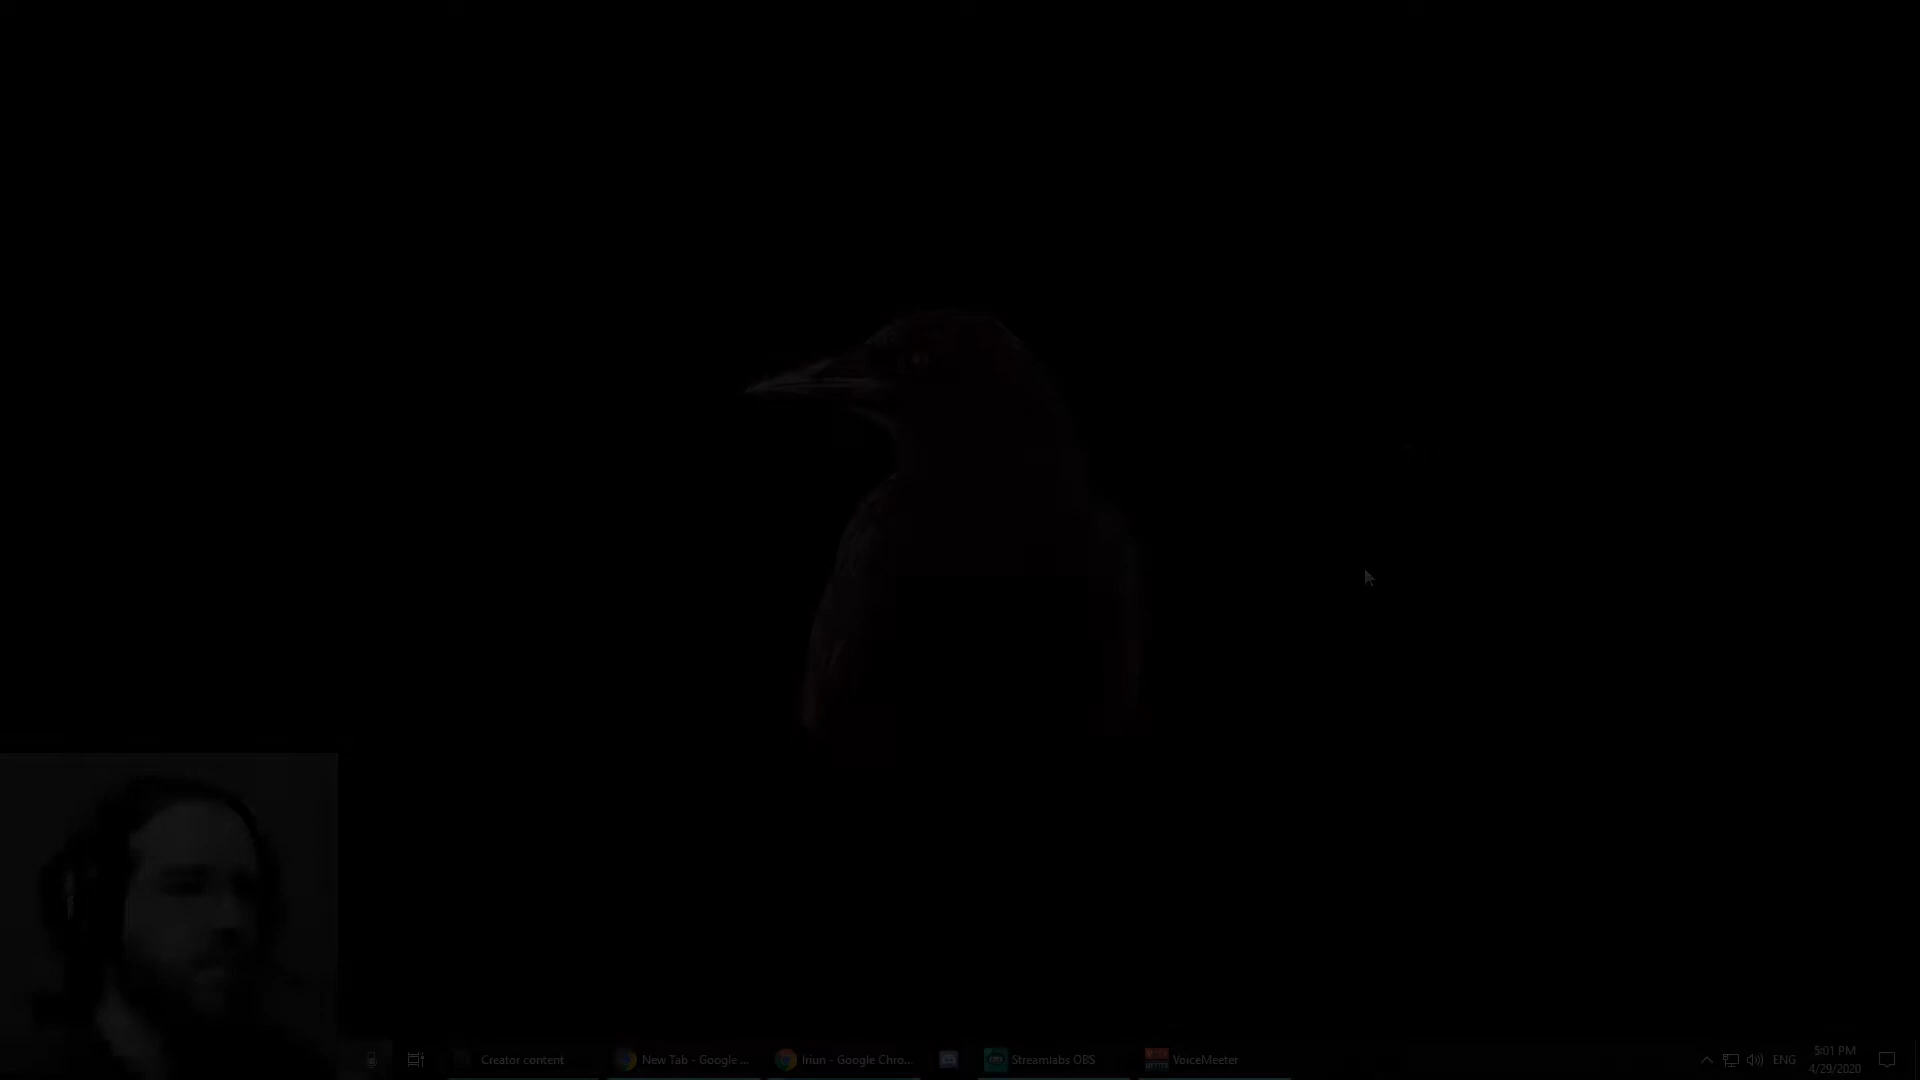 Creator content
New Tab - Google ...
Iriun - Google Chro...
Streamlabs OBS
VoiceMeeter
ENG
5:01 PM
4/29/2020